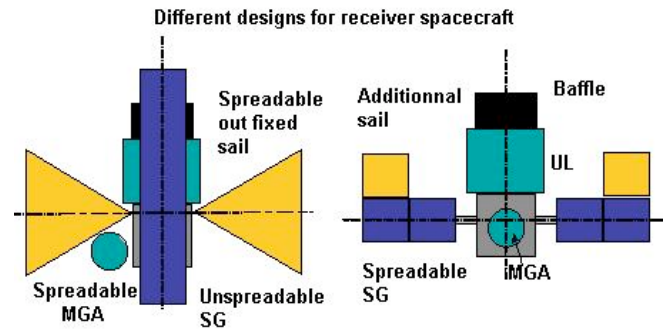 Different designs for receiver spacecraft
Spreadable
out fixed
sail
Spreadable
MGA
Unspreadable
SG
Additionnal
sail
Baffle
UL
Spreadable
SG
MGA